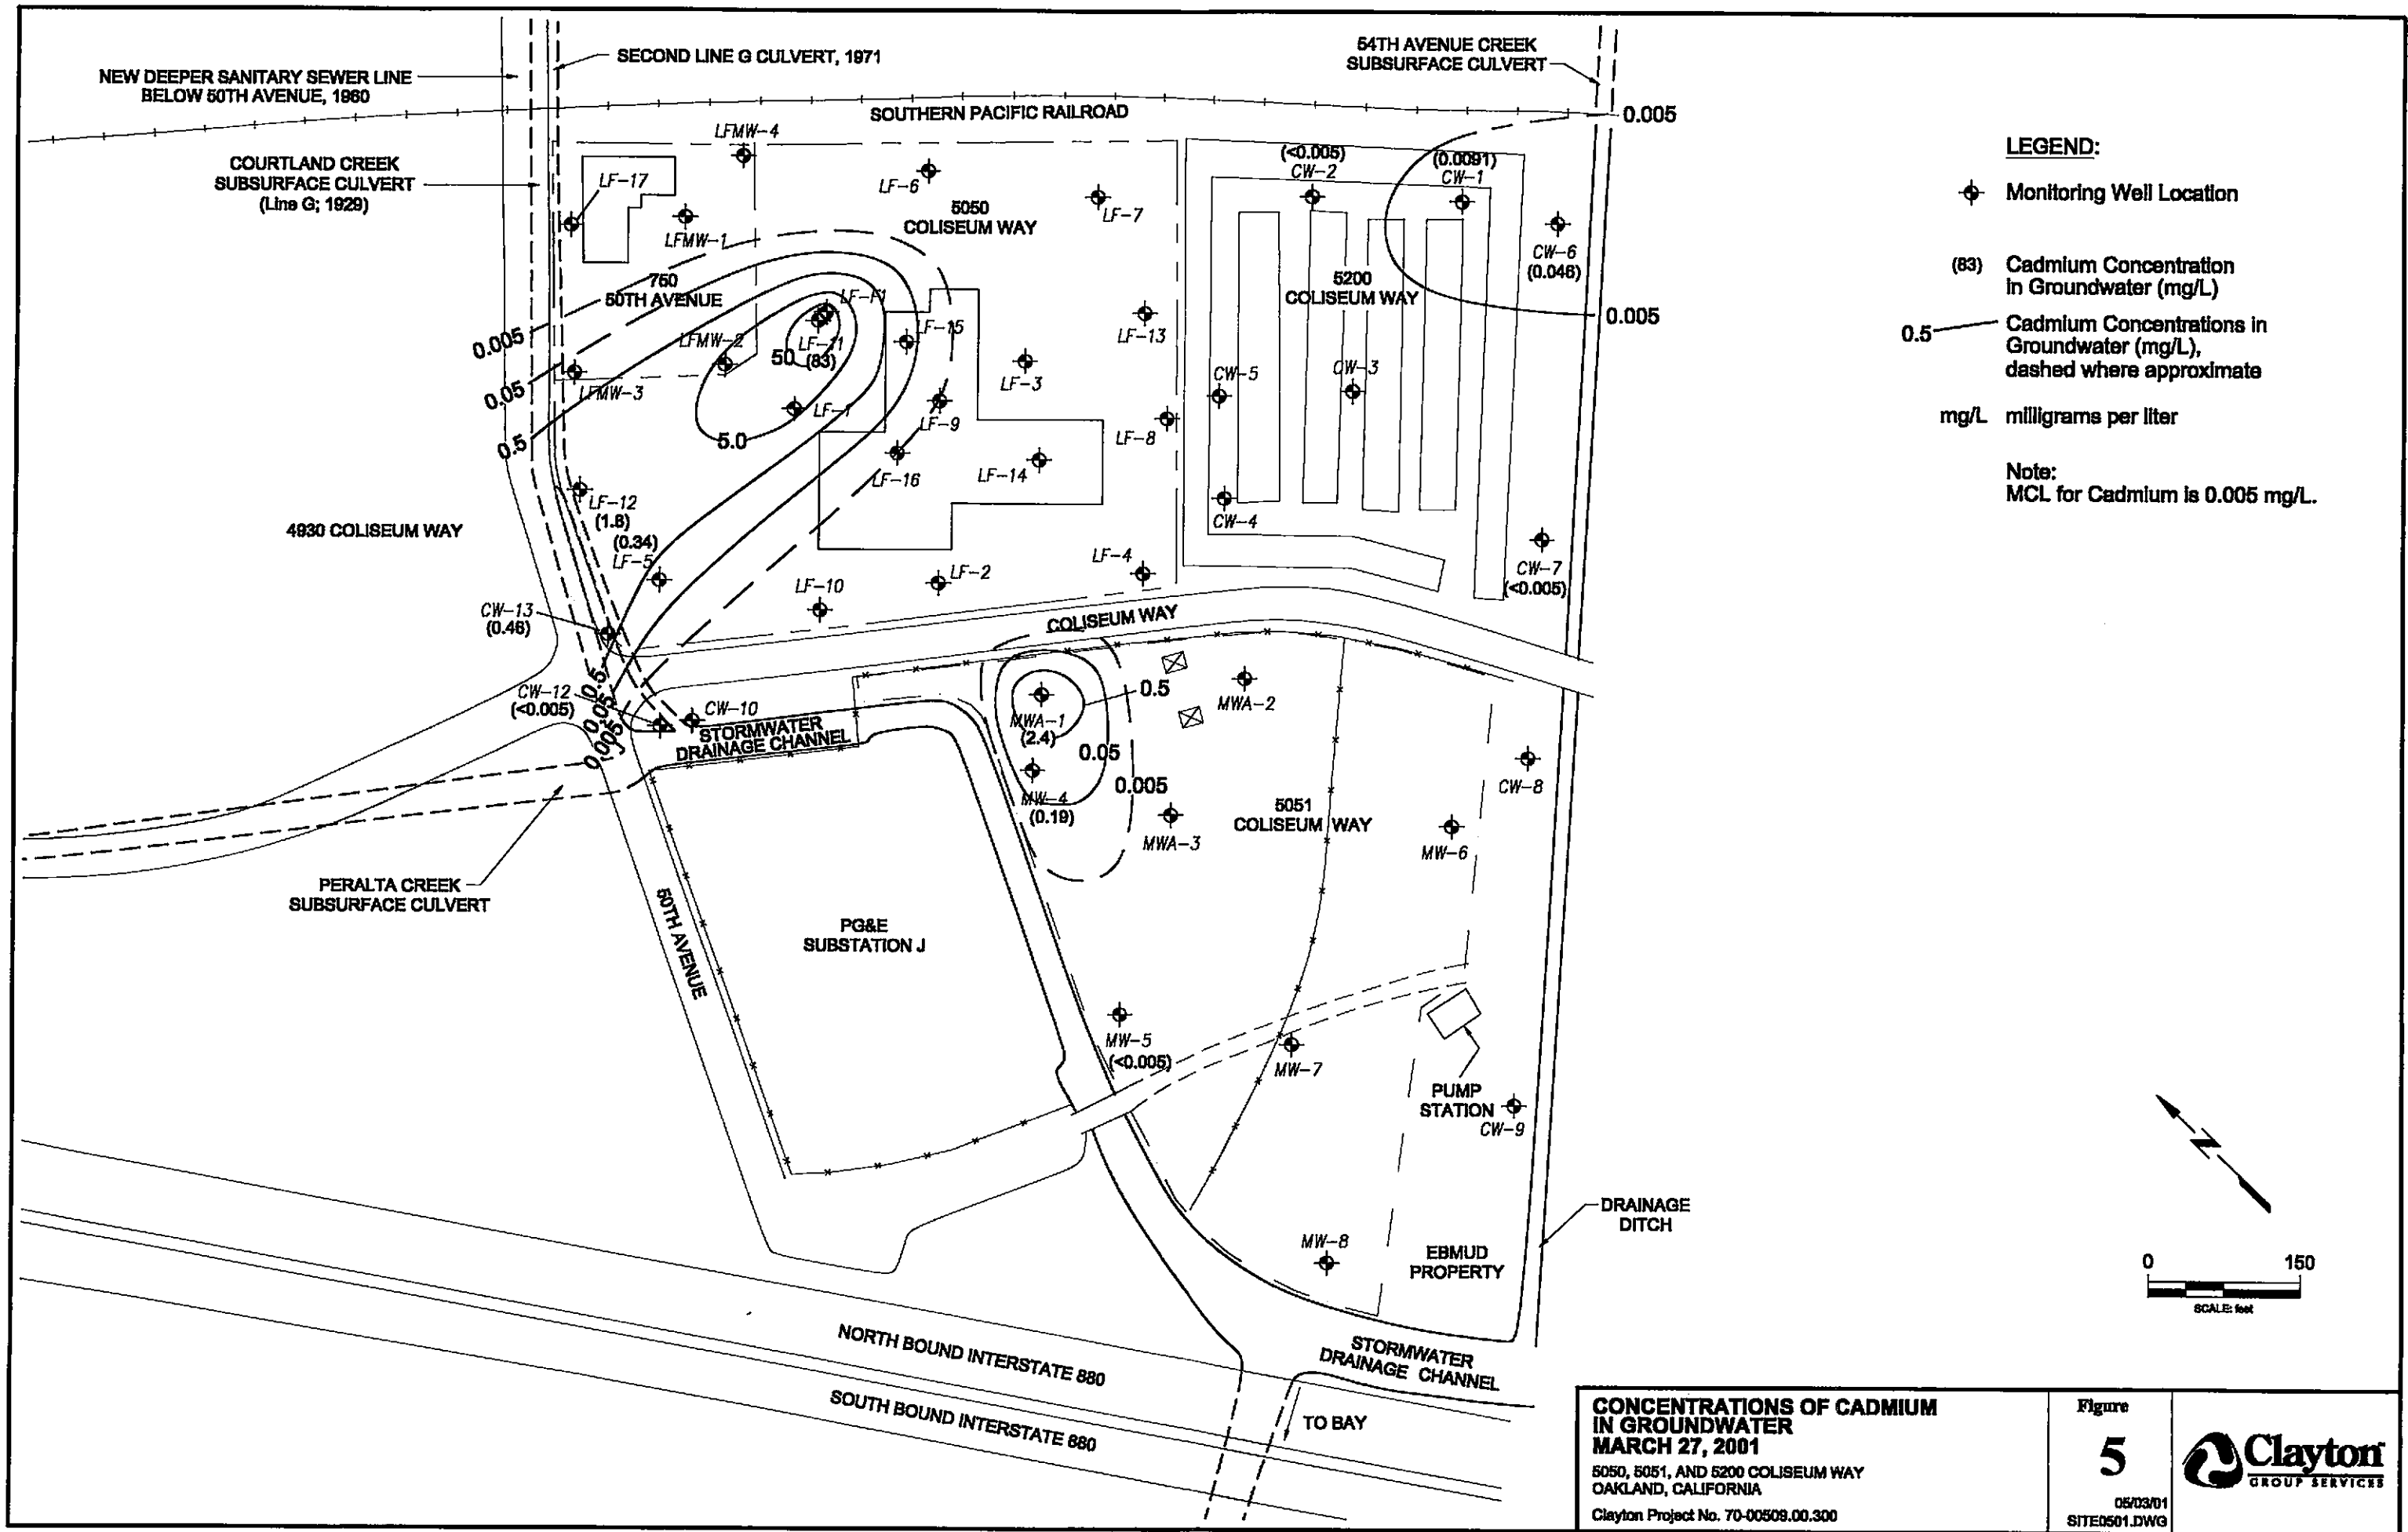 NEW DEEPER SANITARY SEWER LINE
BELOW 50TH AVENUE, 1960
SECOND LINE G CULVERT, 1971
54TH AVENUE CREEK
SUBSURFACE CULVERT
SOUTHERN PACIFIC RAILROAD
0.005
COURTLAND CREEK
SUBSURFACE CULVERT
(Line G; 1929)
LFMW-4
LF-17
LFMW-1
LF-6
5050
COLISEUM WAY
LF-7
(<0.005)
CW-2
(0.0091)
CW-1
CW-6
(0.046)
750
50TH AVENUE
5200
COLISEUM WAY
0.005
0.005
0.05
0.5
LF-F1
LF-11
50
(83)
LF-15
LFMW-2
LFMW-3
LF-1
5.0
LF-3
LF-13
LF-9
LF-8
LF-16
LF-14
CW-5
CW-3
CW-4
CW-7
(<0.005)
4930 COLISEUM WAY
LF-12
(1.8)
(0.34)
LF-5
LF-10
LF-2
LF-4
CW-13
(0.46)
COLISEUM WAY
CW-12
(<0.005)
0.5
0.05
0.005
CW-10
STORMWATER
DRAINAGE CHANNEL
MWA-1
(2.4)
0.5
0.05
0.005
MW-4
(0.19)
MWA-2
MWA-3
5051
COLISEUM WAY
CW-8
MW-6
PERALTA CREEK
SUBSURFACE CULVERT
50TH AVENUE
PG&E
SUBSTATION J
MW-5
(<0.005)
MW-7
PUMP
STATION
CW-9
DRAINAGE
DITCH
MW-8
EBMUD
PROPERTY
NORTH BOUND INTERSTATE 880
SOUTH BOUND INTERSTATE 880
STORMWATER
DRAINAGE CHANNEL
TO BAY
LEGEND:
Monitoring Well Location
(83) Cadmium Concentration
in Groundwater (mg/L)
0.5 Cadmium Concentrations in
Groundwater (mg/L),
dashed where approximate
mg/L milligrams per liter
Note:
MCL for Cadmium is 0.005 mg/L.
N
0 150
SCALE: feet
CONCENTRATIONS OF CADMIUM
IN GROUNDWATER
MARCH 27, 2001
5050, 5051, AND 5200 COLISEUM WAY
OAKLAND, CALIFORNIA
Clayton Project No. 70-00509.00.300
Figure
5
05/03/01
SITE0501.DWG
Clayton
GROUP SERVICES